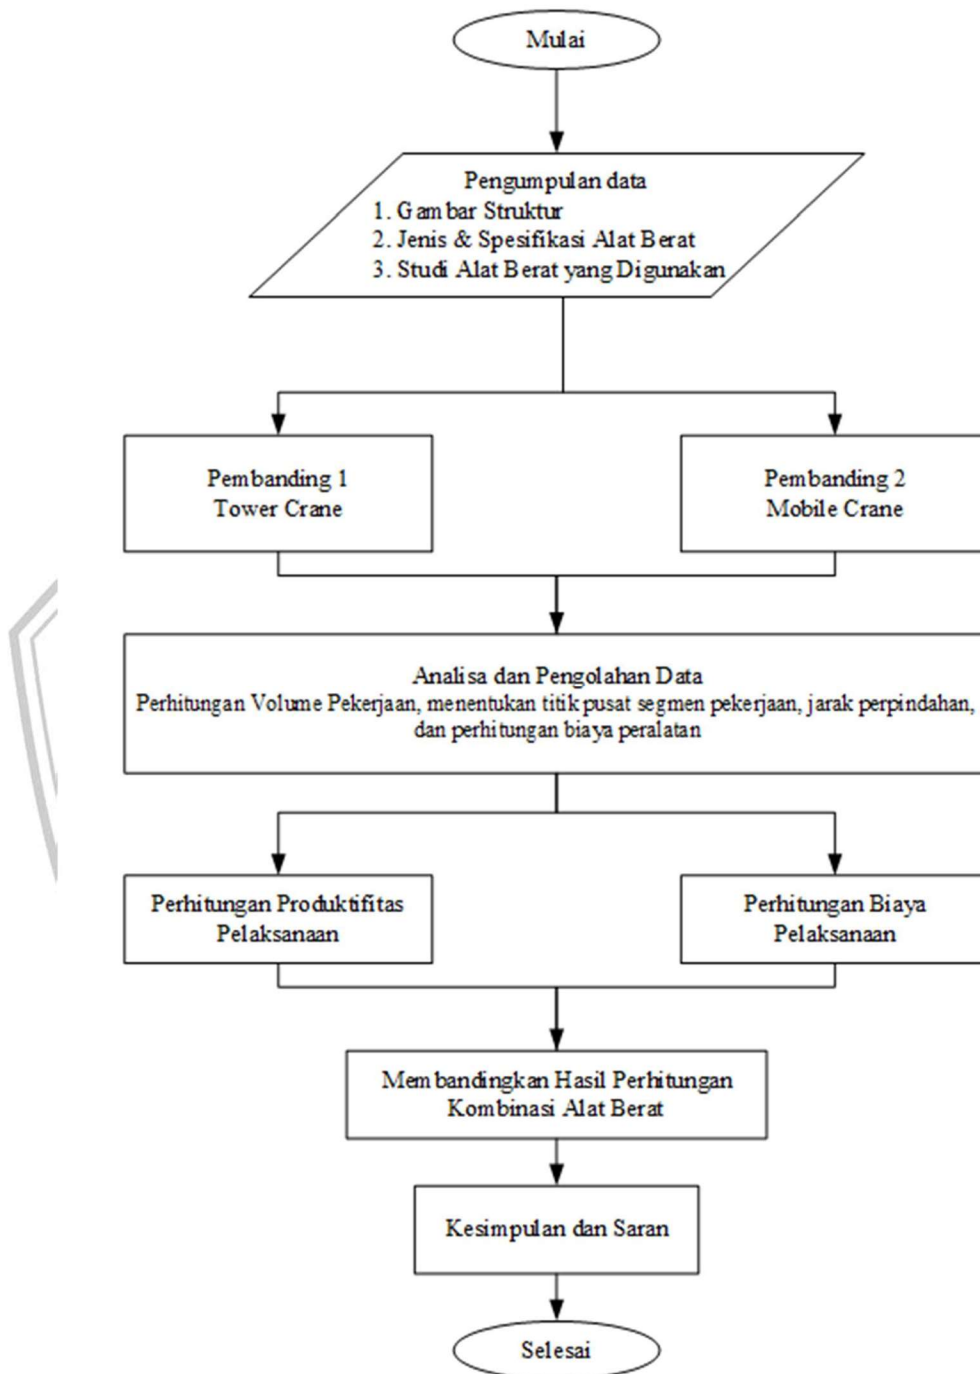 Mulai
Pengumpulan data
1. Gambar Struktur
2. Jenis & Spesifikasi Alat Berat
3. Studi Alat Berat yang Digunakan
Pembanding 1
Tower Crane
Pembanding 2
Mobile Crane
Analisa dan Pengolahan Data
Perhitungan Volume Pekerjaan, menentukan titik pusat segmen pekerjaan, jarak perpindahan,
dan perhitungan biaya peralatan
Perhitungan Produktifitas
Pelaksanaan
Perhitungan Biaya
Pelaksanaan
Membandingkan Hasil Perhitungan
Kombinasi Alat Berat
Kesimpulan dan Saran
Selesai